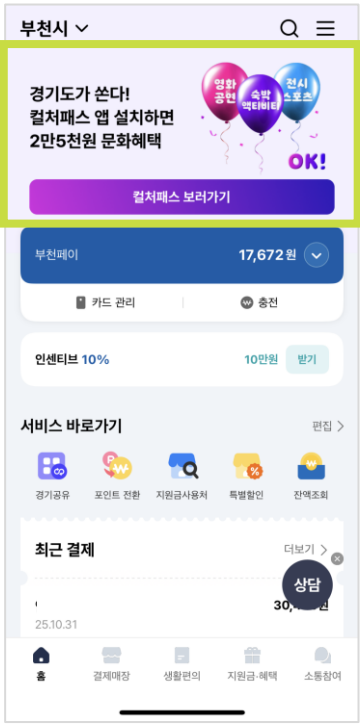 부천시
경기도가 쏜다!
컬처패스 앱 설치하면
2만5천원 문화혜택
영화
공연
숙박
액티비티
전시
스포츠
OK!
컬처패스 보러가기
부천페이
17,672 원
카드 관리
충전
인센티브 10%
10만원
받기
서비스 바로가기
편집
경기공유
포인트 전환
지원금사용처
특별할인
잔액조회
최근 결제
더보기
상담
25.10.31
홈
결제매장
생활편의
지원금·혜택
소통참여